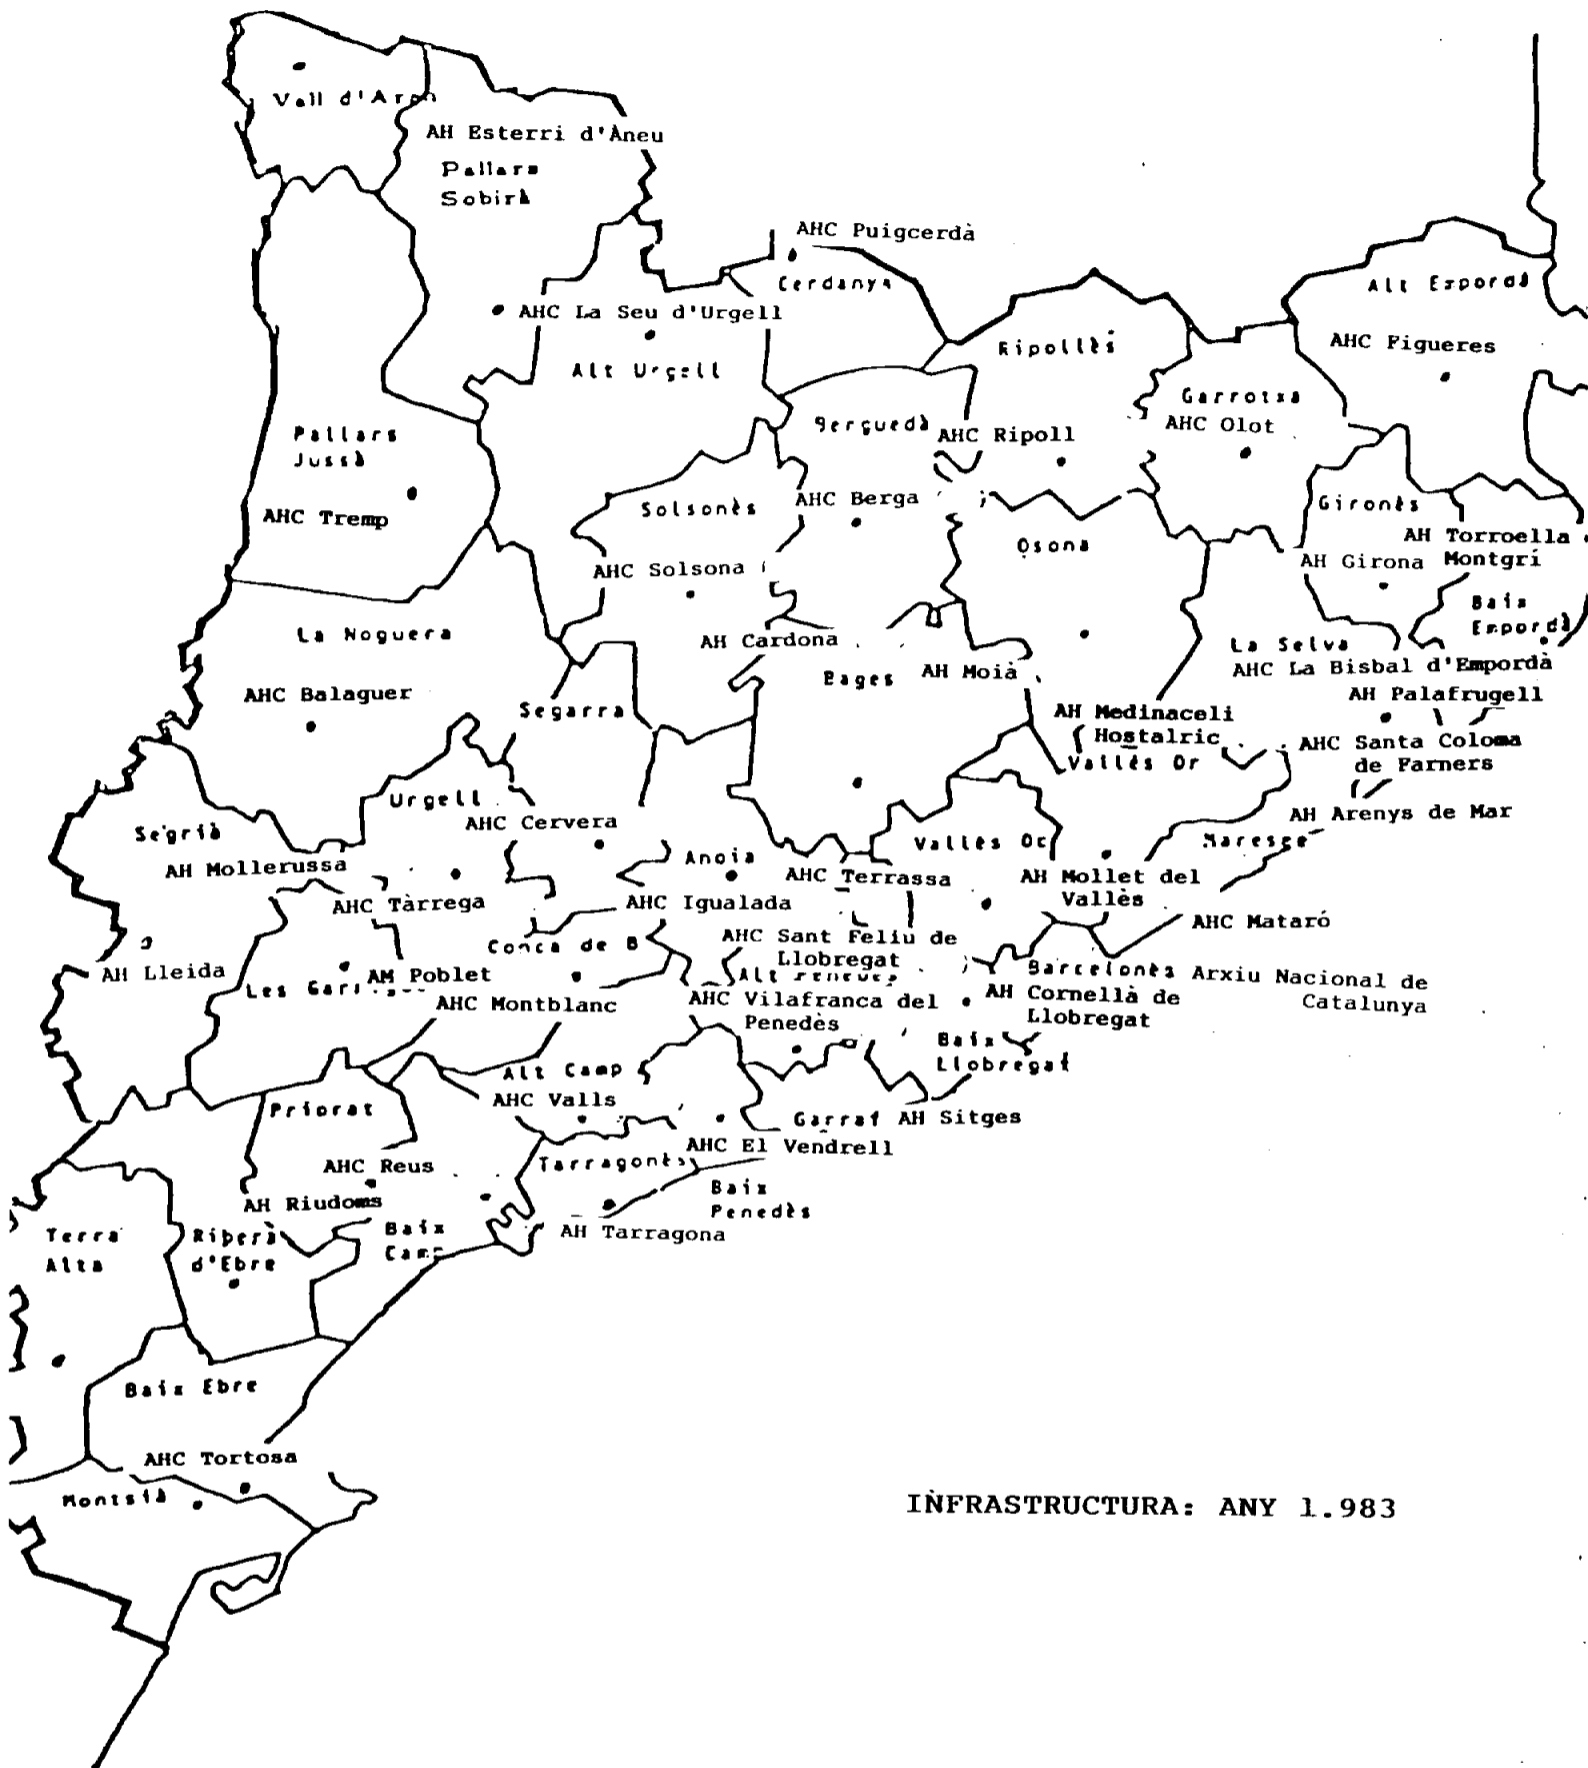 Vall d'Aran
AH Esterri d'Àneu
Pallars
Sobirà
AHC Puigcerdà
Cerdanya
Alt Empordà
AHC La Seu d'Urgell
Ripollès
AHC Figueres
Alt Urgell
Garrotxa
AHC Olot
Berguedà
AHC Ripoll
Pallars
Jussà
AHC Tremp
Solsonès
AHC Berga
Gironès
Osona
AH Torroella
Montgrí
AH Girona
AHC Solsona
Baix
Empordà
La Noguera
AH Cardona
La Selva
AHC La Bisbal d'Empordà
Bages
AH Moià
AHC Balaguer
AH Palafrugell
Segarra
AH Medinaceli
Hostalric
AHC Santa Coloma
de Farners
Vallès Or
Urgell
AH Arenys de Mar
Segrià
AHC Cervera
Vallès Oc
Maresme
AH Mollerussa
Anoia
AHC Terrassa
AH Mollet del
Vallès
AHC Tàrrega
AHC Igualada
AHC Mataró
Conca de B
AHC Sant Feliu de
Llobregat
AH Lleida
AM Poblet
Alt Penedès
Barcelonès
Arxiu Nacional de
Catalunya
Les Garri
AHC Montblanc
AHC Vilafranca del
Penedès
AH Cornellà de
Llobregat
Baix
Llobregat
Alt Camp
AHC Valls
Priorat
Garraf
AH Sitges
AHC El Vendrell
AHC Reus
Tarragonès
AH Riudoms
Baix
Penedès
Terra
Alta
Ribera
d'Ebre
Baix
Camp
AH Tarragona
Baix Ebre
AHC Tortosa
Montsià
INFRASTRUCTURA: ANY 1.983